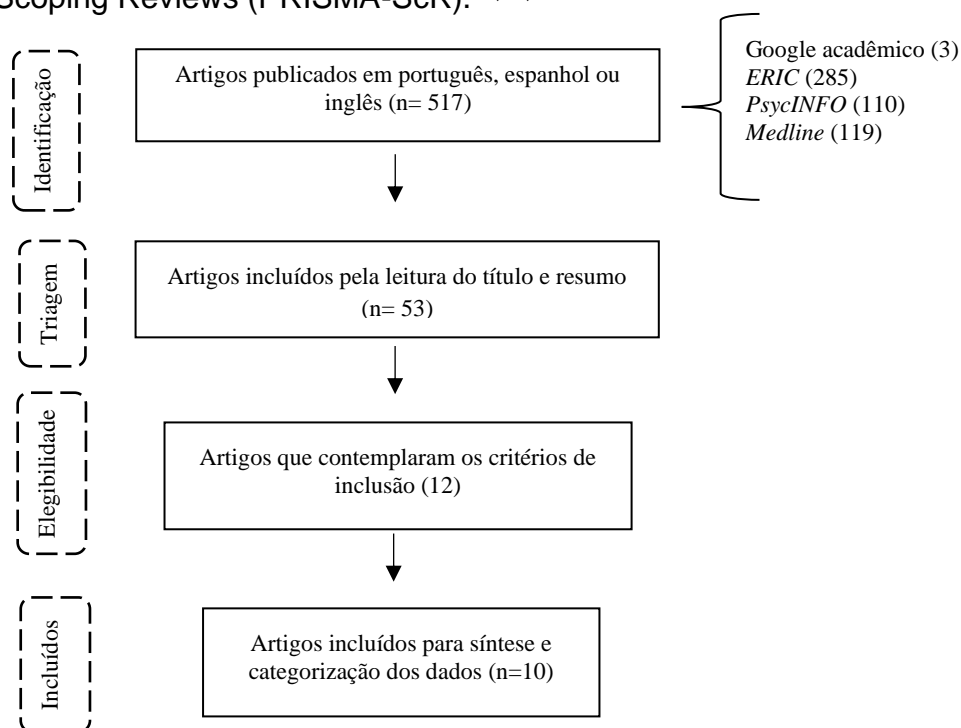 Scoping Reviews (PRISMA-ScR).
Identificação
Artigos publicados em português, espanhol ou
inglês (n= 517)
Google acadêmico (3)
ERIC (285)
PsycINFO (110)
Medline (119)
Triagem
Artigos incluídos pela leitura do título e resumo
(n= 53)
Elegibilidade
Artigos que contemplaram os critérios de
inclusão (12)
Incluídos
Artigos incluídos para síntese e
categorização dos dados (n=10)